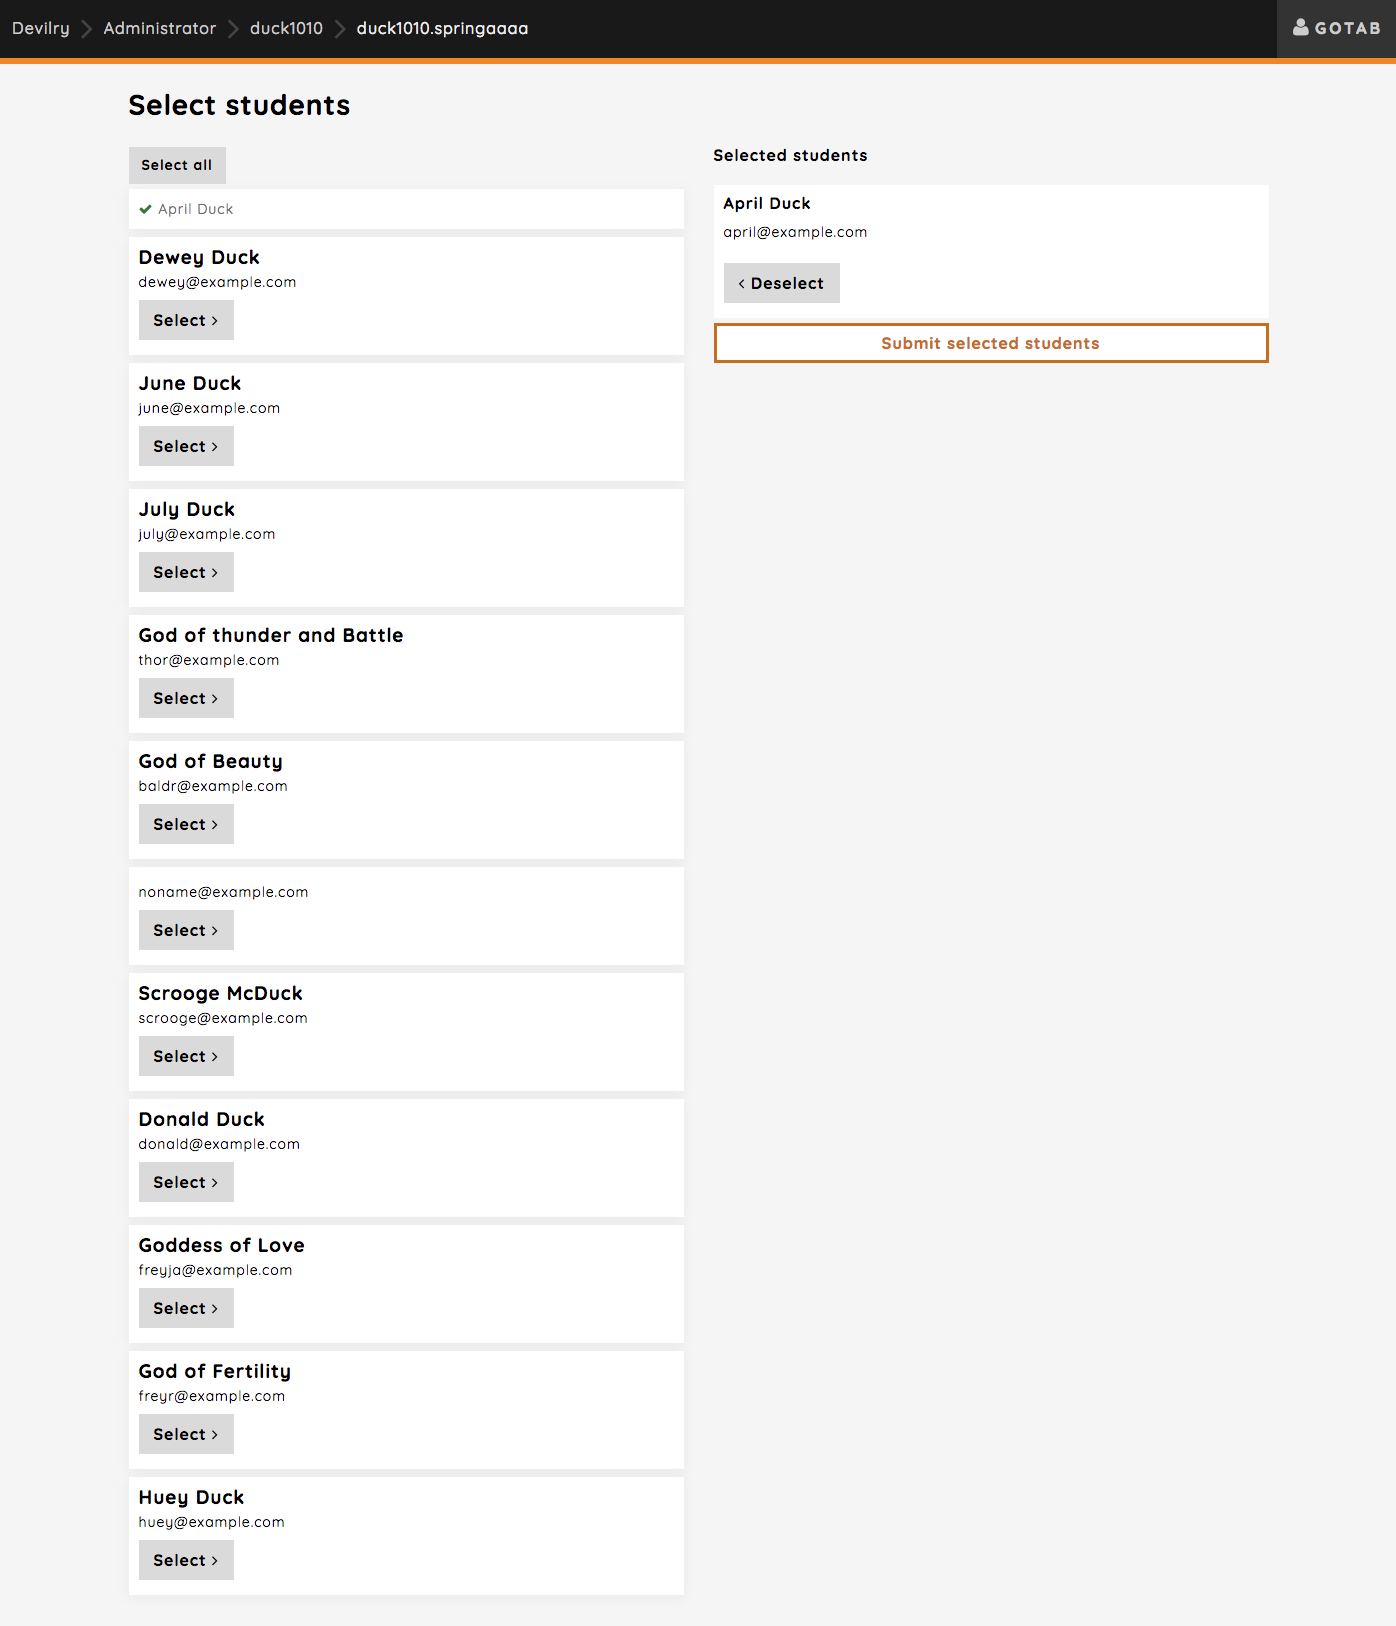 Devilry Administrator duck1010 duck1010.springaaaa GOTAB
Select students
Select all
April Duck
Dewey Duck
dewey@example.com
Select
June Duck
june@example.com
Select
July Duck
july@example.com
Select
God of thunder and Battle
thor@example.com
Select
God of Beauty
baldr@example.com
Select
noname@example.com
Select
Scrooge McDuck
scrooge@example.com
Select
Donald Duck
donald@example.com
Select
Goddess of Love
freyja@example.com
Select
God of Fertility
freyr@example.com
Select
Huey Duck
huey@example.com
Select
Selected students
April Duck
april@example.com
Deselect
Submit selected students